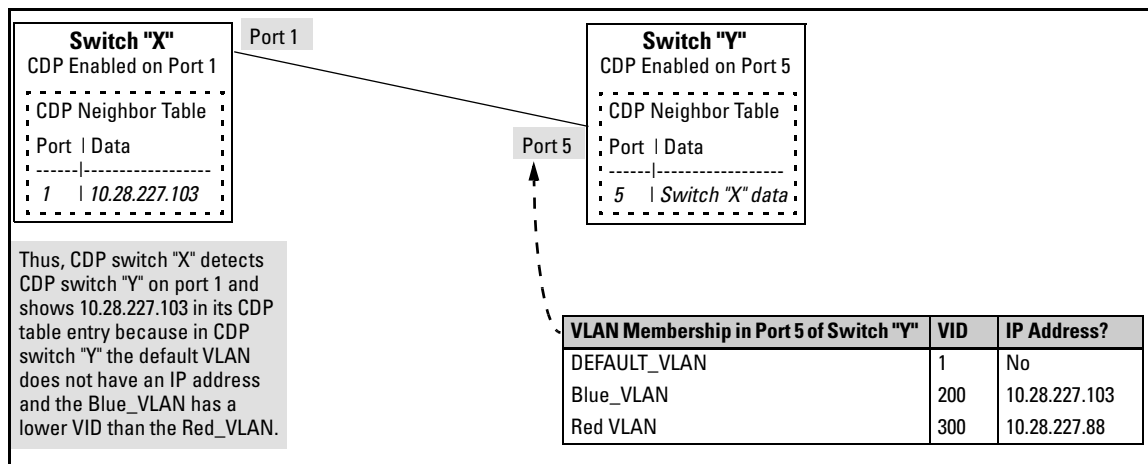 Switch "X"
CDP Enabled on Port 1
CDP Neighbor Table
Port | Data
------|------------------
1 | 10.28.227.103
Port 1
Switch "Y"
CDP Enabled on Port 5
CDP Neighbor Table
Port | Data
------|------------------
5 | Switch "X" data
Port 5
Thus, CDP switch "X" detects
CDP switch "Y" on port 1 and
shows 10.28.227.103 in its CDP
table entry because in CDP
switch "Y" the default VLAN
does not have an IP address
and the Blue_VLAN has a
lower VID than the Red_VLAN.
VLAN Membership in Port 5 of Switch "Y" VID IP Address?
DEFAULT_VLAN 1 No
Blue_VLAN 200 10.28.227.103
Red VLAN 300 10.28.227.88